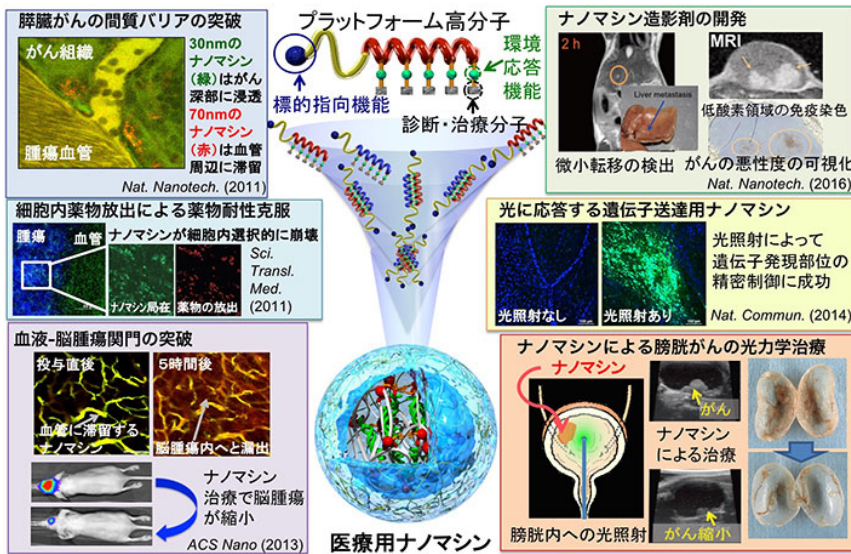 膵臓がんの間質バリアの突破
がん組織
30nmの
ナノマシン
(緑)はがん
深部に浸透
70nmの
ナノマシン
(赤)は血管
周辺に滞留
腫瘍血管
Nat. Nanotech. (2011)
細胞内薬物放出による薬物耐性克服
腫瘍
血管
ナノマシンが細胞内選択的に崩壊
ナノマシン局在
薬物の放出
Sci.
Transl.
Med.
(2011)
血液-脳腫瘍関門の突破
投与直後
5時間後
血管に滞留する
ナノマシン
脳腫瘍内へと漏出
ナノマシン
治療で脳腫瘍
が縮小
ACS Nano (2013)
プラットフォーム高分子
標的指向機能
環境
応答
機能
診断・治療分子
医療用ナノマシン
ナノマシン造影剤の開発
2 h
Liver metastasis
MRI
低酸素領域の免疫染色
微小転移の検出
がんの悪性度の可視化
Nat. Nanotech. (2016)
光に応答する遺伝子送達用ナノマシン
光照射なし
光照射あり
光照射によって
遺伝子発現部位の
精密制御に成功
Nat Commun. (2014)
ナノマシンによる膀胱がんの光力学治療
ナノマシン
がん
ナノマシン
による治療
がん縮小
膀胱内への光照射